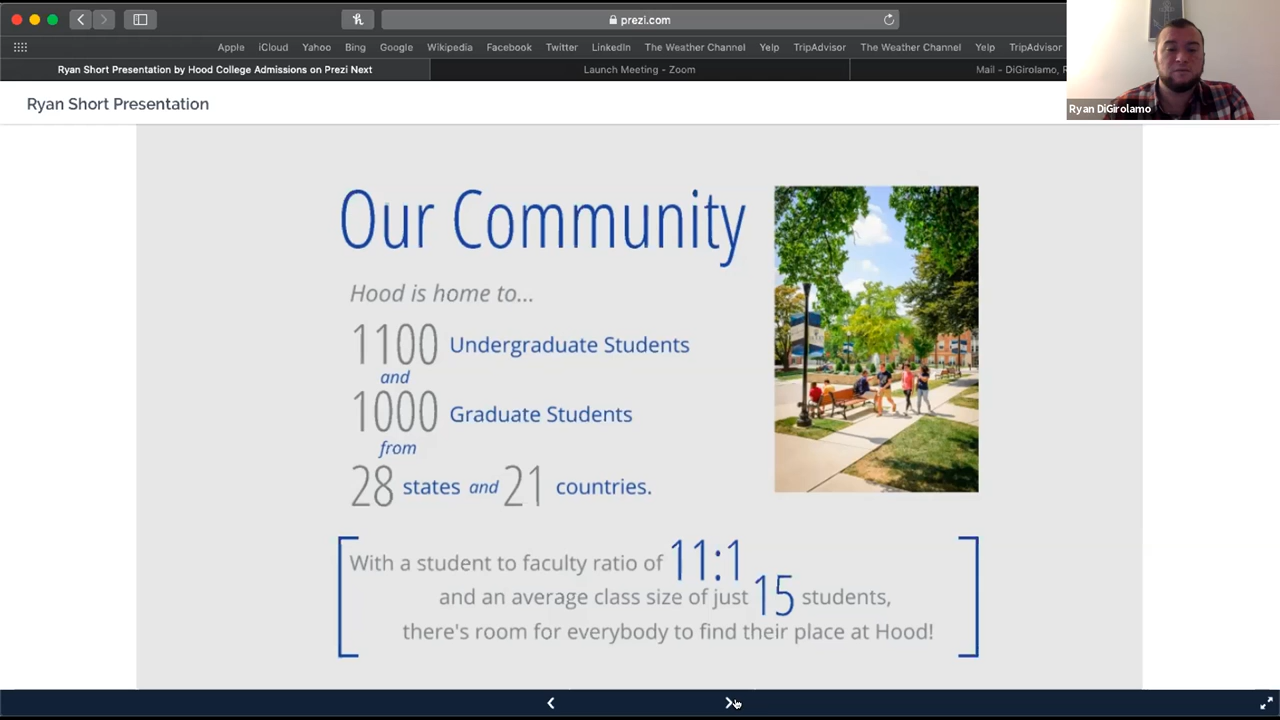 prezi.com
Apple iCloud Yahoo Bing Google Wikipedia Facebook Twitter LinkedIn The Weather Channel Yelp TripAdvisor The Weather Channel Yelp TripAdvisor
Ryan Short Presentation by Hood College Admissions on Prezi Next
Launch Meeting - Zoom
Mail - DiGirolamo,
Ryan DiGirolamo
Ryan Short Presentation
Our Community
Hood is home to...
1100 Undergraduate Students
and
1000 Graduate Students
from
28 states and 21 countries.
With a student to faculty ratio of 11:1
and an average class size of just 15 students,
there's room for everybody to find their place at Hood!